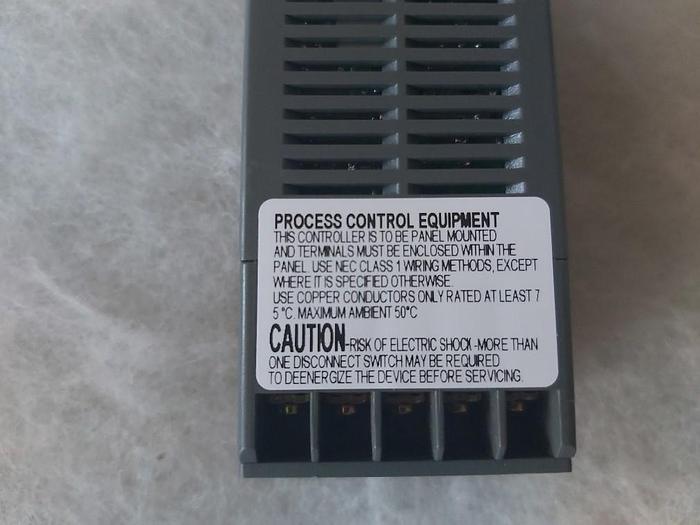 PROCESS CONTROL EQUIPMENT
THIS CONTROLLER IS TO BE PANEL MOUNTED
AND TERMINALS MUST BE ENCLOSED WITHIN THE
PANEL. USE NEC CLASS 1 WIRING METHODS, EXCEPT
WHERE IT IS SPECIFIED OTHERWISE.
USE COPPER CONDUCTORS ONLY RATED AT LEAST 7
5 °C. MAXIMUM AMBIENT 50°C
CAUTION-RISK OF ELECTRIC SHOCK -MORE THAN
ONE DISCONNECT SWITCH MAY BE REQUIRED
TO DEENERGIZE THE DEVICE BEFORE SERVICING.